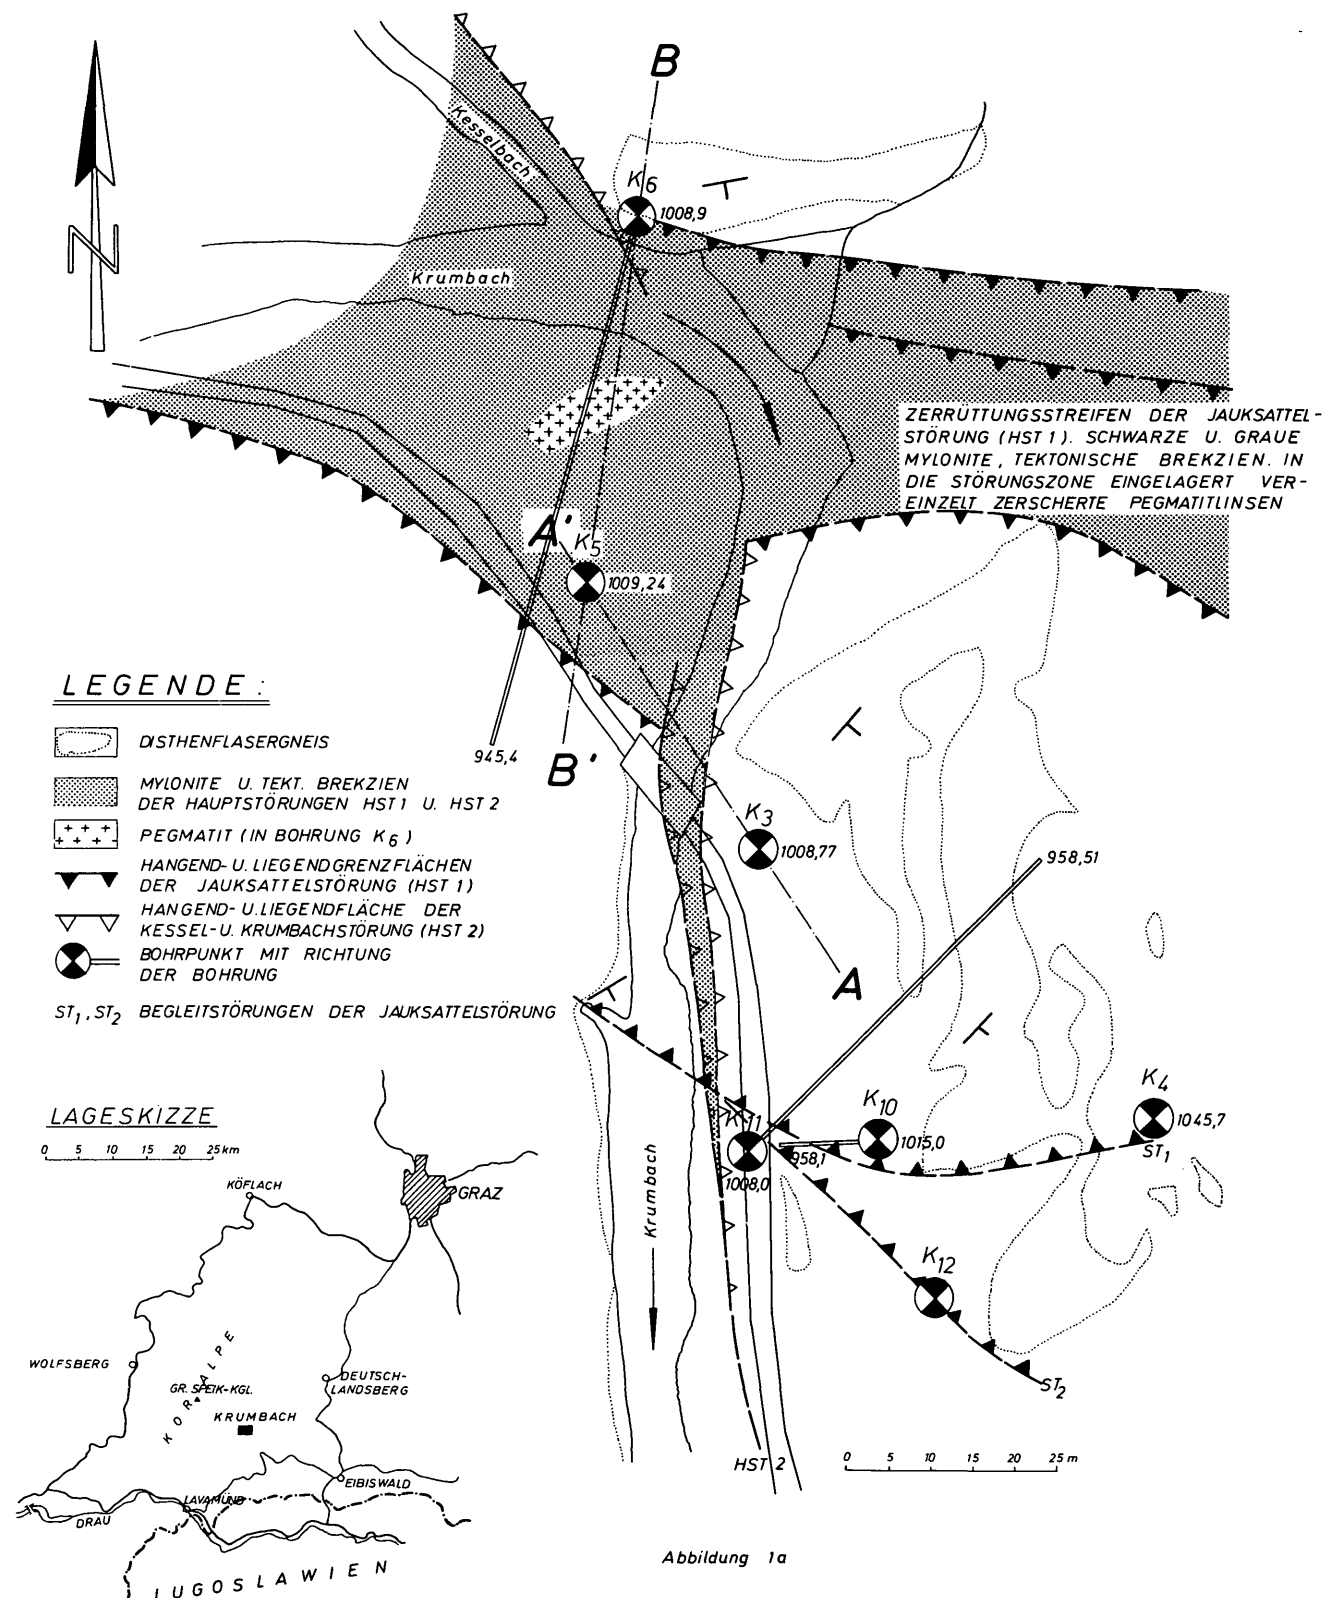 B
Kesselbach
K6
1008,9
N
Krumbach
ZERRÜTTUNGSSTREIFEN DER JAUKSATTEL-
STÖRUNG (HST 1). SCHWARZE U. GRAUE
MYLONITE, TEKTONISCHE BREKZIEN. IN
DIE STÖRUNGSZONE EINGELAGERT VER-
EINZELT ZERSCHERTE PEGMATITLINSEN
A'
K5
1009,24
945,4
B'
K3
1008,77
958,51
A
LEGENDE:
DISTHENFLASERGNEIS
MYLONITE U. TEKT. BREKZIEN
DER HAUPTSTÖRUNGEN HST1 U. HST2
PEGMATIT (IN BOHRUNG K6)
HANGEND- U. LIEGENDGRENZFLÄCHEN
DER JAUKSATTELSTÖRUNG (HST 1)
HANGEND- U. LIEGENDFLÄCHE DER
KESSEL- U. KRUMBACHSTÖRUNG (HST 2)
BOHRPUNKT MIT RICHTUNG
DER BOHRUNG
ST1, ST2 BEGLEITSTÖRUNGEN DER JAUKSATTELSTÖRUNG
K11
1008,0
958,1
K10
1015,0
K4
1045,7
ST1
K12
ST2
Krumbach
HST 2
0 5 10 15 20 25 m
LAGESKIZZE
0 5 10 15 20 25 km
KÖFLACH
GRAZ
WOLFSBERG
KORALPE
GR. SPEIK-KGL.
DEUTSCH-
LANDSBERG
KRUMBACH
EIBISWALD
LAVAMÜND
DRAU
JUGOSLAWIEN
Abbildung 1a